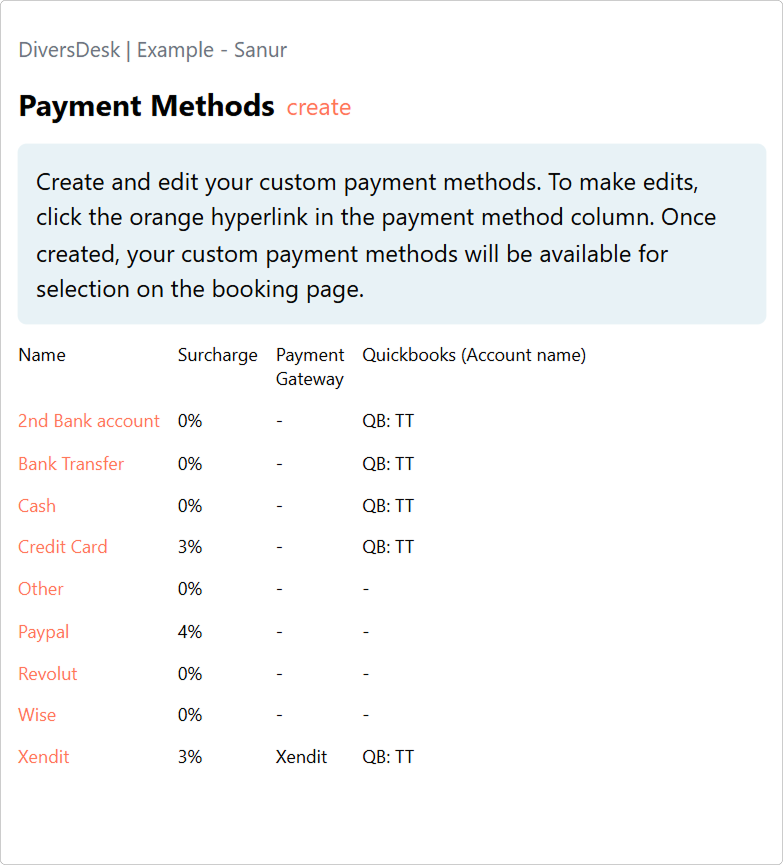 DiversDesk | Example - Sanur
Payment Methods create
Create and edit your custom payment methods. To make edits,
click the orange hyperlink in the payment method column. Once
created, your custom payment methods will be available for
selection on the booking page.
Name Surcharge Payment Gateway Quickbooks (Account name)
2nd Bank account 0% - QB: TT
Bank Transfer 0% - QB: TT
Cash 0% - QB: TT
Credit Card 3% - QB: TT
Other 0% - -
Paypal 4% - -
Revolut 0% - -
Wise 0% - -
Xendit 3% Xendit QB: TT